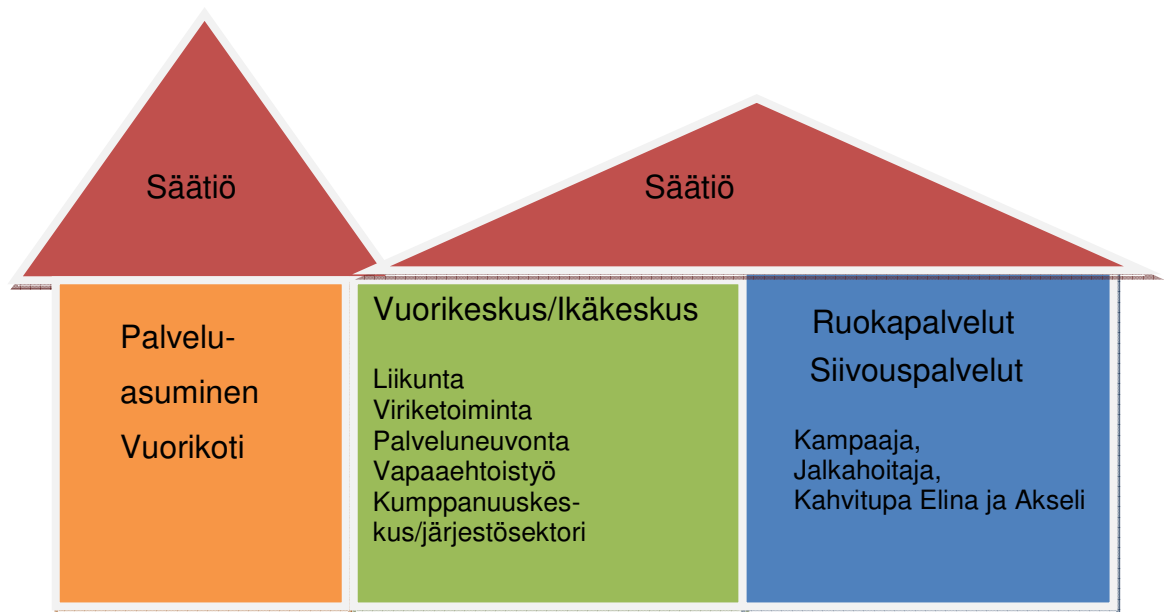 Säätiö
Säätiö
Palvelu-
asuminen
Vuorikoti
Vuorikeskus/Ikäkeskus
Liikunta
Viriketoiminta
Palveluneuvonta
Vapaaehtoistyö
Kumppanuuskes-
kus/järjestösektori
Ruokapalvelut
Siivouspalvelut
Kampaaja,
Jalkahoitaja,
Kahvitupa Elina ja Akseli